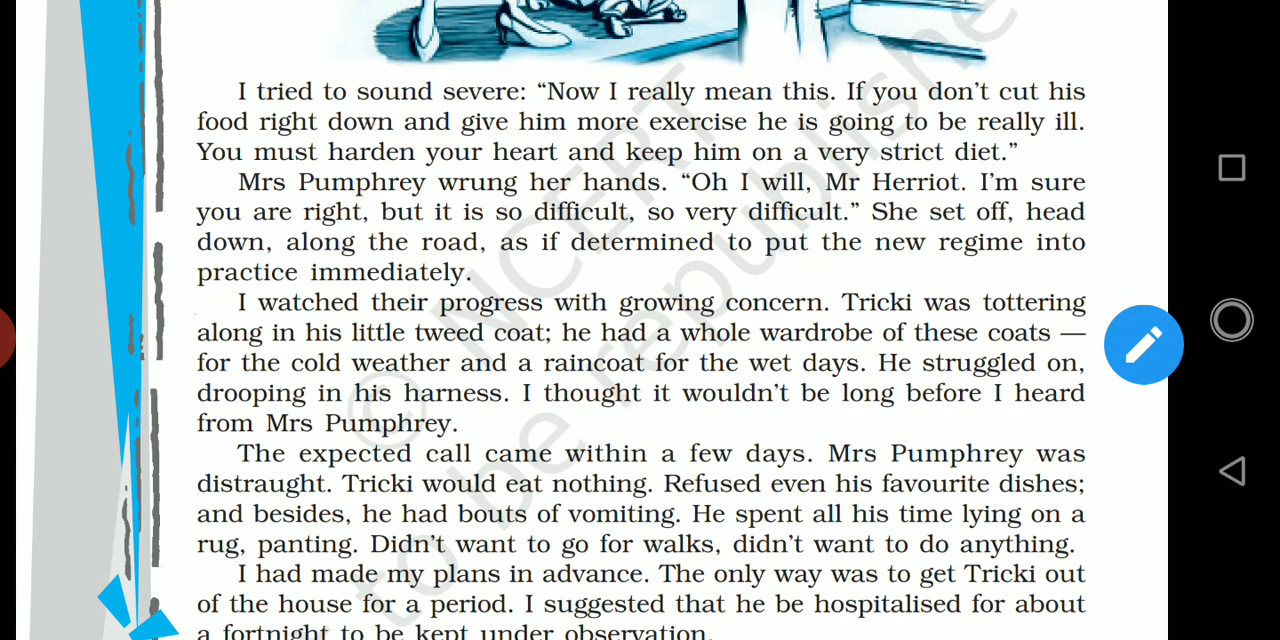 I tried to sound severe: “Now I really mean this. If you don’t cut his
food right down and give him more exercise he is going to be really ill.
You must harden your heart and keep him on a very strict diet.”
Mrs Pumphrey wrung her hands. “Oh I will, Mr Herriot. I’m sure
you are right, but it is so difficult, so very difficult.” She set off, head
down, along the road, as if determined to put the new regime into
practice immediately.
I watched their progress with growing concern. Tricki was tottering
along in his little tweed coat; he had a whole wardrobe of these coats —
for the cold weather and a raincoat for the wet days. He struggled on,
drooping in his harness. I thought it wouldn’t be long before I heard
from Mrs Pumphrey.
The expected call came within a few days. Mrs Pumphrey was
distraught. Tricki would eat nothing. Refused even his favourite dishes;
and besides, he had bouts of vomiting. He spent all his time lying on a
rug, panting. Didn’t want to go for walks, didn’t want to do anything.
I had made my plans in advance. The only way was to get Tricki out
of the house for a period. I suggested that he be hospitalised for about
a fortnight to be kept under observation.
© NCERT
to be republishe